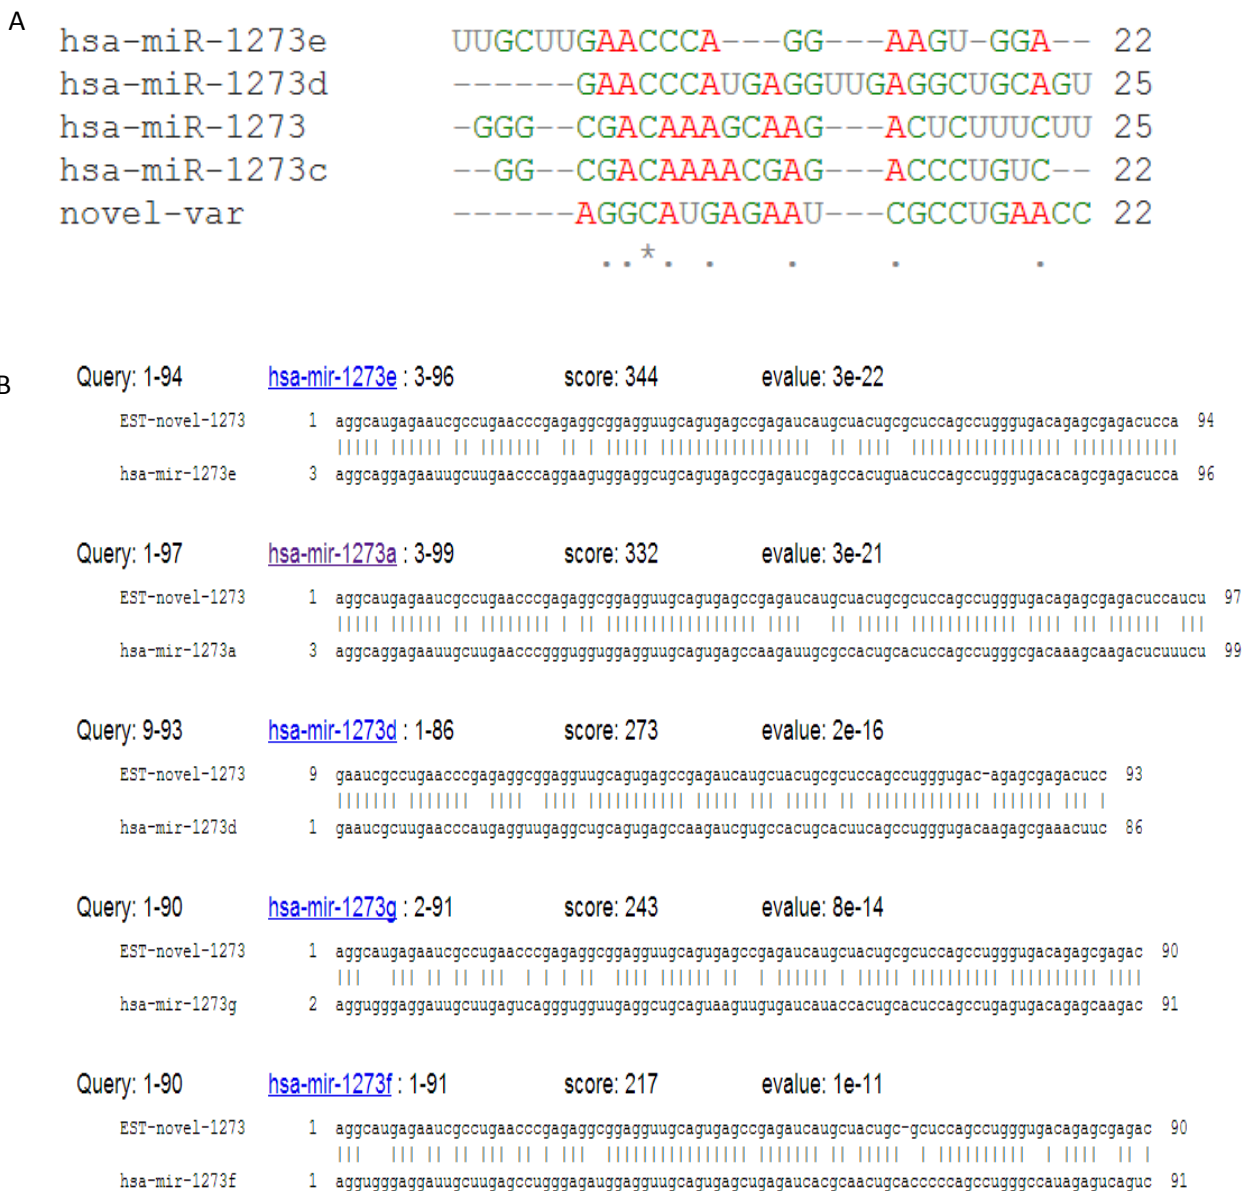 A
hsa-miR-1273e UUGCUUGAACCCA---GG---AAGU-GGA-- 22
hsa-miR-1273d ------GAACCCAUGAGGUUGAGGCUGCAGU 25
hsa-miR-1273 -GGG--CGACAAAGCAAG---ACUCUUUCUU 25
hsa-miR-1273c --GG--CGACAAAACGAG---ACCCUGUC-- 22
novel-var ------AGGCAUGAGAAU---CGCCUGAACC 22
..*. . . . .
B
Query: 1-94 hsa-mir-1273e : 3-96 score: 344 evalue: 3e-22
EST-novel-1273 1 aggcaugagaaucgccugaacccgagaggcggagguugcagugagccgagaucaugcuacugcgcuccagccugggugacagagcgagacucca 94
hsa-mir-1273e 3 aggcaggagaauugcuugaacccaggaaguggaggcugcagugagccgagaucgagccacuguacuccagccugggugacacagcgagacucca 96
Query: 1-97 hsa-mir-1273a : 3-99 score: 332 evalue: 3e-21
EST-novel-1273 1 aggcaugagaaucgccugaacccgagaggcggagguugcagugagccgagaucaugcuacugcgcuccagccugggugacagagcgagacuccaucu 97
hsa-mir-1273a 3 aggcaggagaauugcuugaacccgggugguggagguugcagugagccaagauugcgccacugcacuccagccugggcgacaaagcaagacucuuucu 99
Query: 9-93 hsa-mir-1273d : 1-86 score: 273 evalue: 2e-16
EST-novel-1273 9 gaaucgccugaacccgagaggcggagguugcagugagccgagaucaugcuacugcgcuccagccugggugac-agagcgagacucc 93
hsa-mir-1273d 1 gaaucgcuugaacccaugagguugaggcugcagugagccaagaucgugccacugcacuucagccugggugacaagagcgaaacuuc 86
Query: 1-90 hsa-mir-1273g : 2-91 score: 243 evalue: 8e-14
EST-novel-1273 1 aggcaugagaaucgccugaacccgagaggcggagguugcagugagccgagaucaugcuacugcgcuccagccugggugacagagcgagac 90
hsa-mir-1273g 2 aggugggaggauugcuugagucagggugguugaggcugcaguaaguugugaucauaccacugcacuccagccugagugacagagcaagac 91
Query: 1-90 hsa-mir-1273f : 1-91 score: 217 evalue: 1e-11
EST-novel-1273 1 aggcaugagaaucgccugaacccgagaggcggagguugcagugagccgagaucaugcuacugc-gcuccagccugggugacagagcgagac 90
hsa-mir-1273f 1 aggugggaggauugcuugagccugggagauggagguugcagugagcugagaucacgcaacugcacccccagccugggccauagagucaguc 91